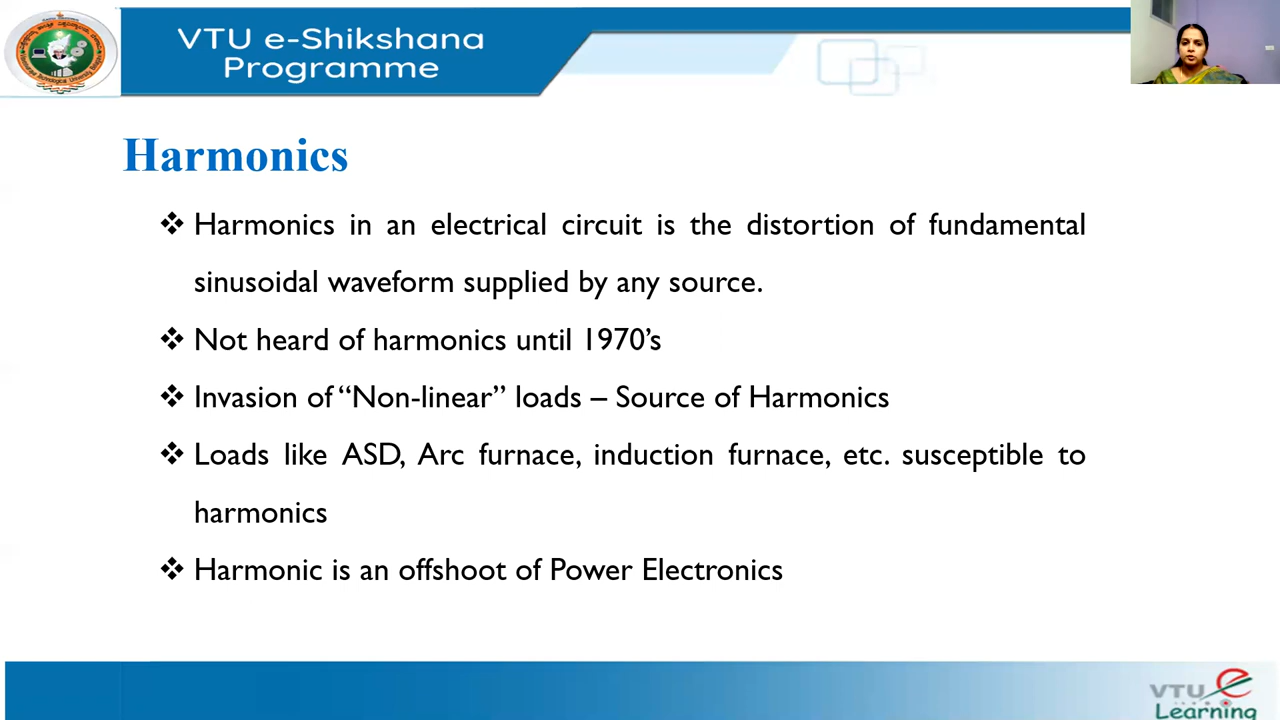 VTU e-Shikshana
Programme
Harmonics
❖ Harmonics in an electrical circuit is the distortion of fundamental
sinusoidal waveform supplied by any source.
❖ Not heard of harmonics until 1970’s
❖ Invasion of “Non-linear” loads – Source of Harmonics
❖ Loads like ASD, Arc furnace, induction furnace, etc. susceptible to
harmonics
❖ Harmonic is an offshoot of Power Electronics
VTU e
Learning